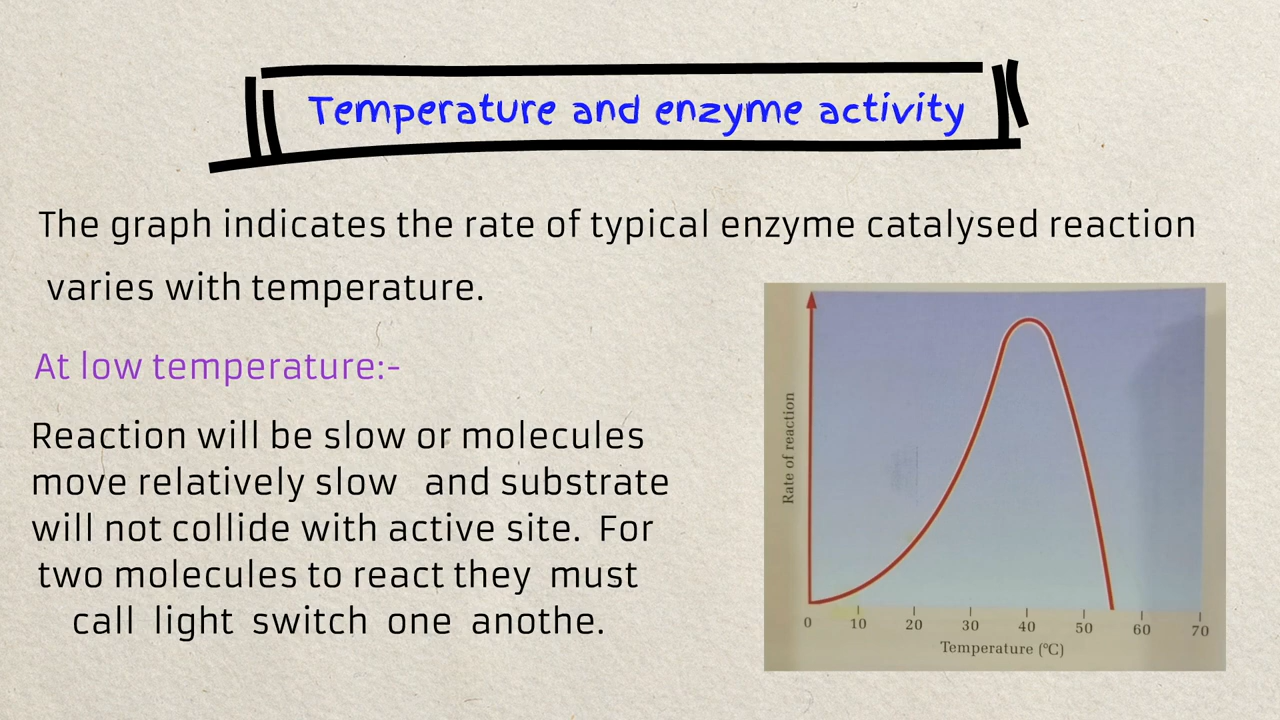 Temperature and enzyme activity
The graph indicates the rate of typical enzyme catalysed reaction
varies with temperature.
At low temperature:-
Reaction will be slow or molecules
move relatively slow and substrate
will not collide with active site. For
two molecules to react they must
call light switch one anothe.
Rate of reaction
0 10 20 30 40 50 60 70
Temperature (°C)